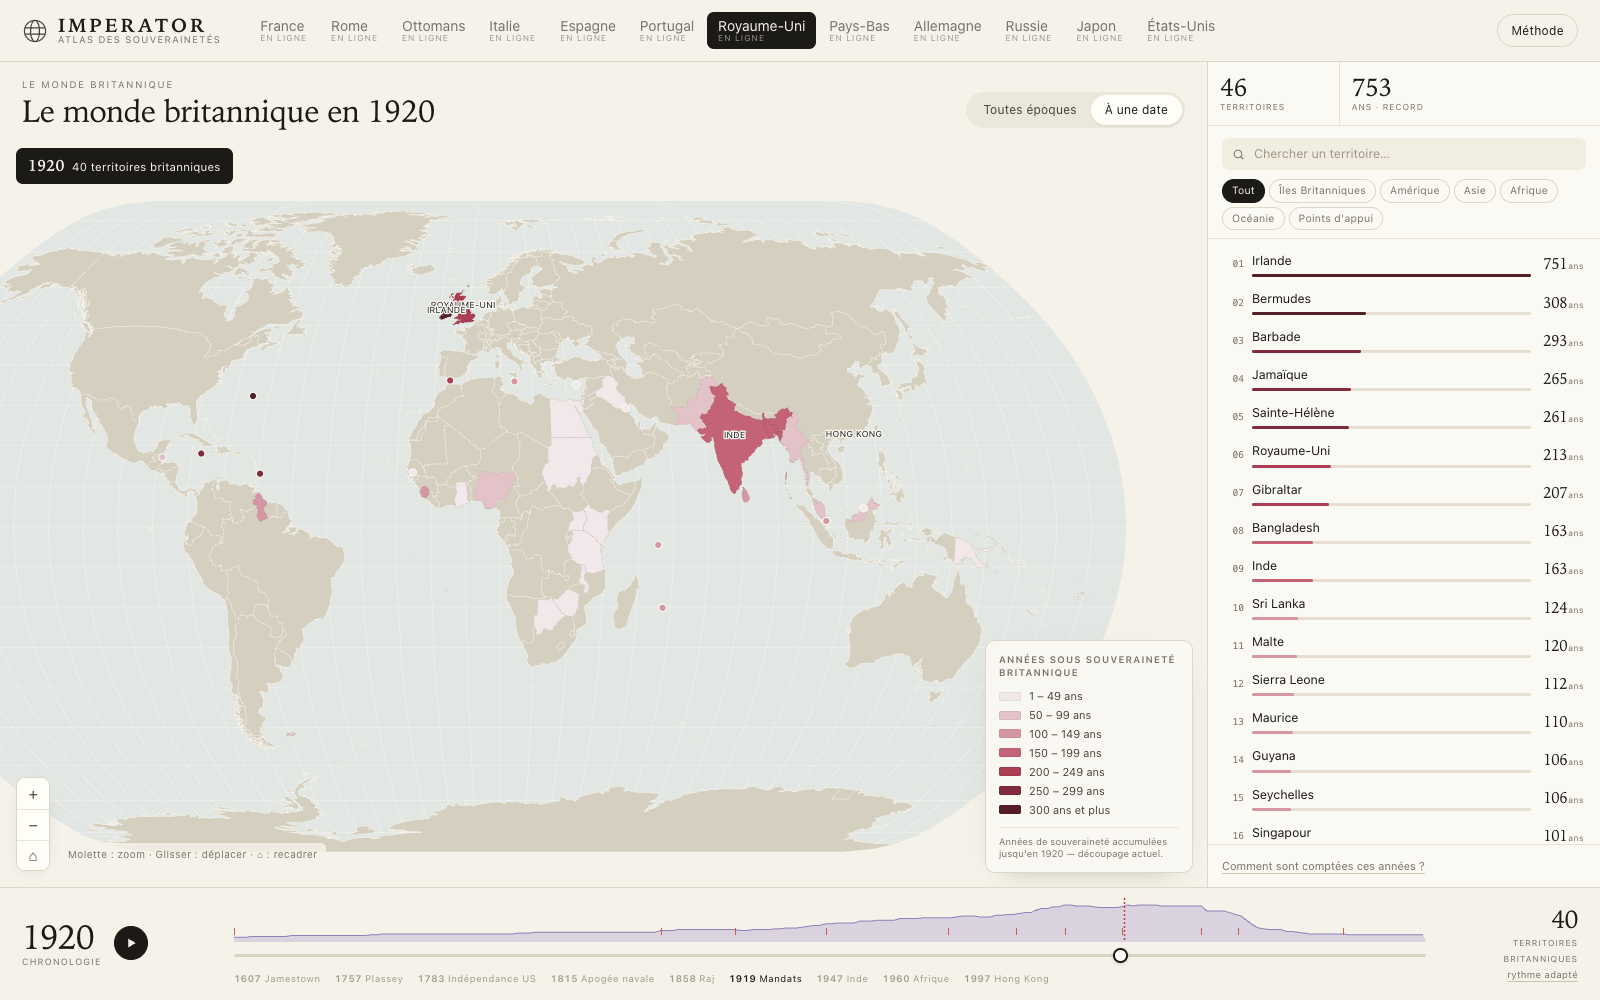 IMPERATOR
ATLAS DES SOUVERAINETÉS
France
EN LIGNE
Rome
EN LIGNE
Ottomans
EN LIGNE
Italie
EN LIGNE
Espagne
EN LIGNE
Portugal
EN LIGNE
Royaume-Uni
EN LIGNE
Pays-Bas
EN LIGNE
Allemagne
EN LIGNE
Russie
EN LIGNE
Japon
EN LIGNE
États-Unis
EN LIGNE
Méthode
LE MONDE BRITANNIQUE
Le monde britannique en 1920
Toutes époques
À une date
1920 40 territoires britanniques
ROYAUME-UNI
IRLANDE
INDE
HONG KONG
ANNÉES SOUS SOUVERAINETÉ
BRITANNIQUE
1 – 49 ans
50 – 99 ans
100 – 149 ans
150 – 199 ans
200 – 249 ans
250 – 299 ans
300 ans et plus
Années de souveraineté accumulées
jusqu'en 1920 — découpage actuel.
+
−
⌂
Molette : zoom · Glisser : déplacer · ⌂ : recadrer
46
TERRITOIRES
753
ANS · RECORD
Chercher un territoire...
Tout
Îles Britanniques
Amérique
Asie
Afrique
Océanie
Points d'appui
01 Irlande 751 ans
02 Bermudes 308 ans
03 Barbade 293 ans
04 Jamaïque 265 ans
05 Sainte-Hélène 261 ans
06 Royaume-Uni 213 ans
07 Gibraltar 207 ans
08 Bangladesh 163 ans
09 Inde 163 ans
10 Sri Lanka 124 ans
11 Malte 120 ans
12 Sierra Leone 112 ans
13 Maurice 110 ans
14 Guyana 106 ans
15 Seychelles 106 ans
16 Singapour 101 ans
Comment sont comptées ces années ?
1920
CHRONOLOGIE
1607 Jamestown
1757 Plassey
1783 Indépendance US
1815 Apogée navale
1858 Raj
1919 Mandats
1947 Inde
1960 Afrique
1997 Hong Kong
40
TERRITOIRES
BRITANNIQUES
rythme adapté